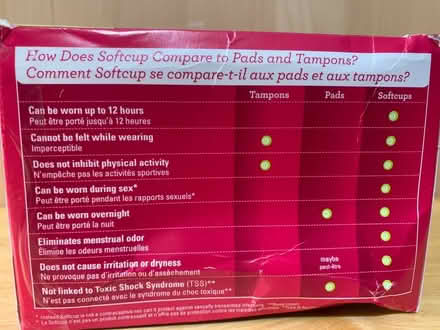 How Does Softcup Compare to Pads and Tampons?
Comment Softcup se compare-t-il aux pads et aux tampons?
Tampons Pads Softcups
Can be worn up to 12 hours
Peut être porté jusqu'à 12 heures
Cannot be felt while wearing
Imperceptible
Does not inhibit physical activity
N'empêche pas les activités sportives
Can be worn during sex*
Peut être porté pendant les rapports sexuels*
Can be worn overnight
Peut être porté la nuit
Eliminates menstrual odor
Élimine les odeurs menstruelles
Does not cause irritation or dryness maybe
Ne provoque pas d'irritation ou d'assèchement peut-être
Not linked to Toxic Shock Syndrome (TSS)**
N'est pas connecté avec le syndrome du choc toxique**